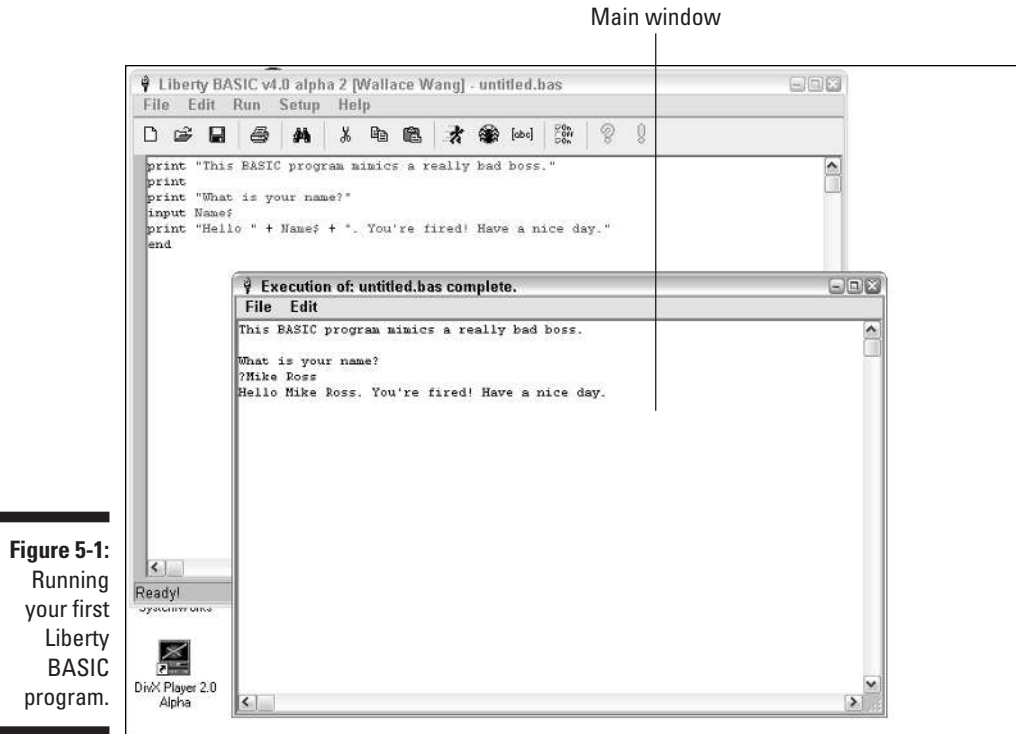 Main window
Liberty BASIC v4.0 alpha 2 [Wallace Wang] - untitled.bas
File Edit Run Setup Help
[abc]
print "This BASIC program mimics a really bad boss."
print
print "What is your name?"
input Name$
print "Hello " + Name$ + ". You're fired! Have a nice day."
end
Execution of: untitled.bas complete.
File Edit
This BASIC program mimics a really bad boss.
What is your name?
?Mike Ross
Hello Mike Ross. You're fired! Have a nice day.
Ready!
DivX Player 2.0
Alpha
Figure 5-1:
Running
your first
Liberty
BASIC
program.